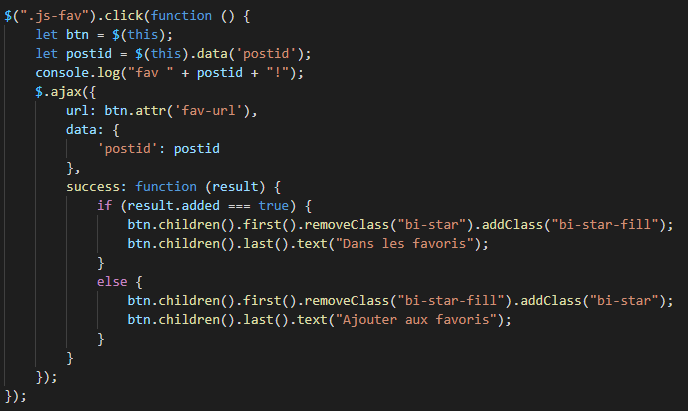 $(".js-fav").click(function () {
let btn = $(this);
let postid = $(this).data('postid');
console.log("fav " + postid + "!");
$.ajax({
url: btn.attr('fav-url'),
data: {
'postid': postid
},
success: function (result) {
if (result.added === true) {
btn.children().first().removeClass("bi-star").addClass("bi-star-fill");
btn.children().last().text("Dans les favoris");
}
else {
btn.children().first().removeClass("bi-star-fill").addClass("bi-star");
btn.children().last().text("Ajouter aux favoris");
}
}
});
});